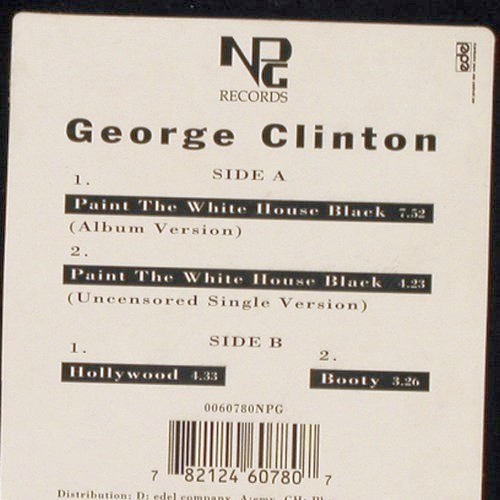 NPG
RECORDS
edel
George Clinton
SIDE A
1.
Paint The White House Black 7.52
(Album Version)
2.
Paint The White House Black 4.23
(Uncensored Single Version)
SIDE B
1.
Hollywood 4.33
2.
Booty 3.26
0060780NPG
7 82124 60780 7
Distribution: D: edel company,